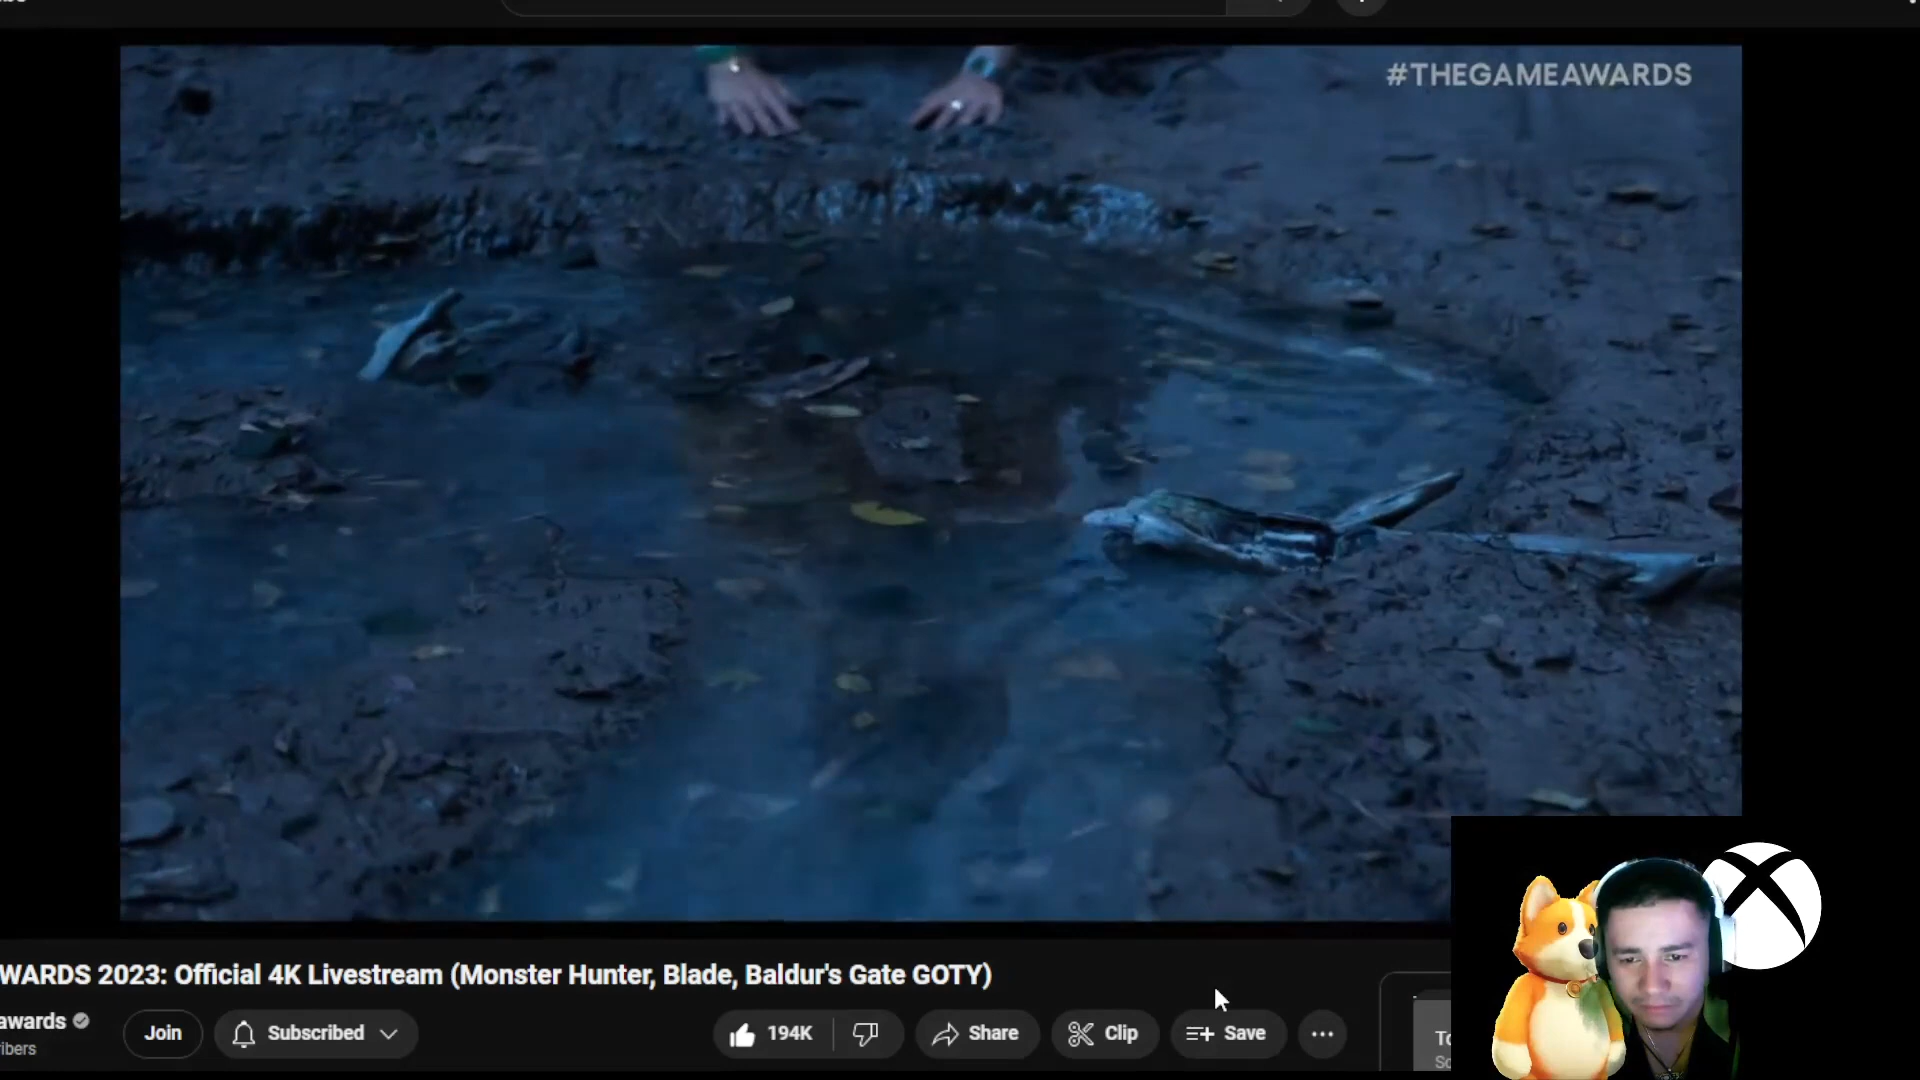 #THEGAMEAWARDS
WARDS 2023: Official 4K Livestream (Monster Hunter, Blade, Baldur's Gate GOTY)
awards
ibers
Join
Subscribed
194K
Share
Clip
Save